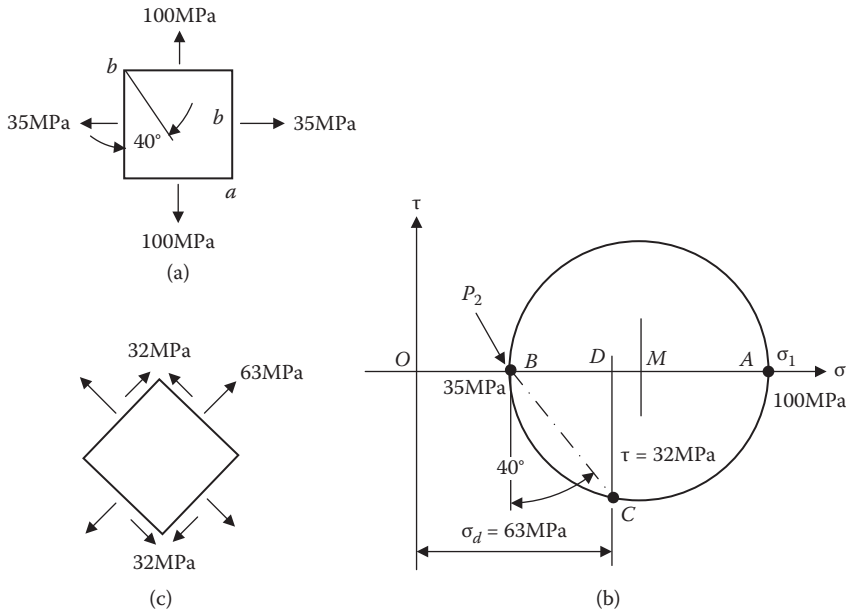 100MPa
b
35MPa
40°
b
35MPa
a
100MPa
(a)
τ
P2
O
B
D
M
A
σ1
σ
35MPa
100MPa
40°
τ = 32MPa
C
σd = 63MPa
(b)
32MPa
63MPa
32MPa
(c)